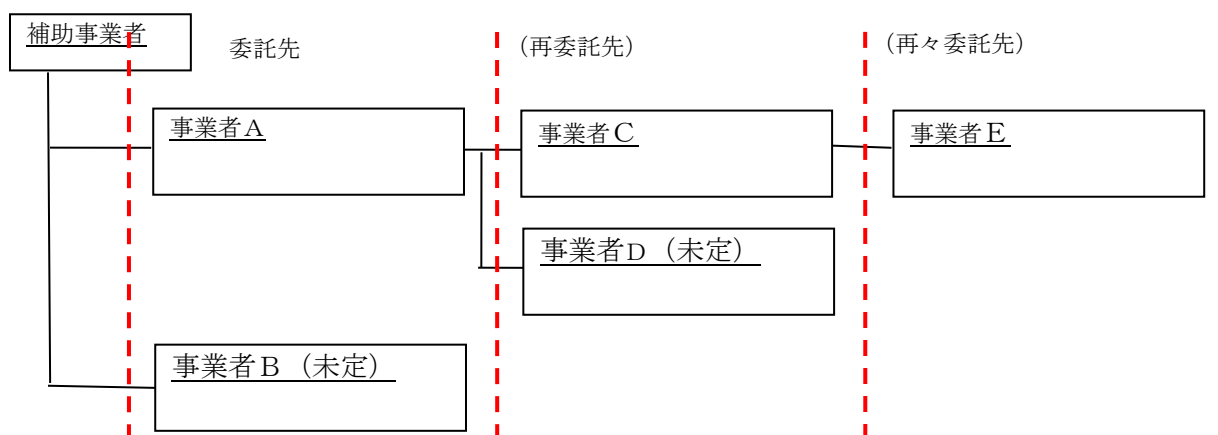 補助事業者
委託先
（再委託先）
（再々委託先）
事業者Ａ
事業者Ｃ
事業者Ｅ
事業者D（未定）
事業者Ｂ（未定）